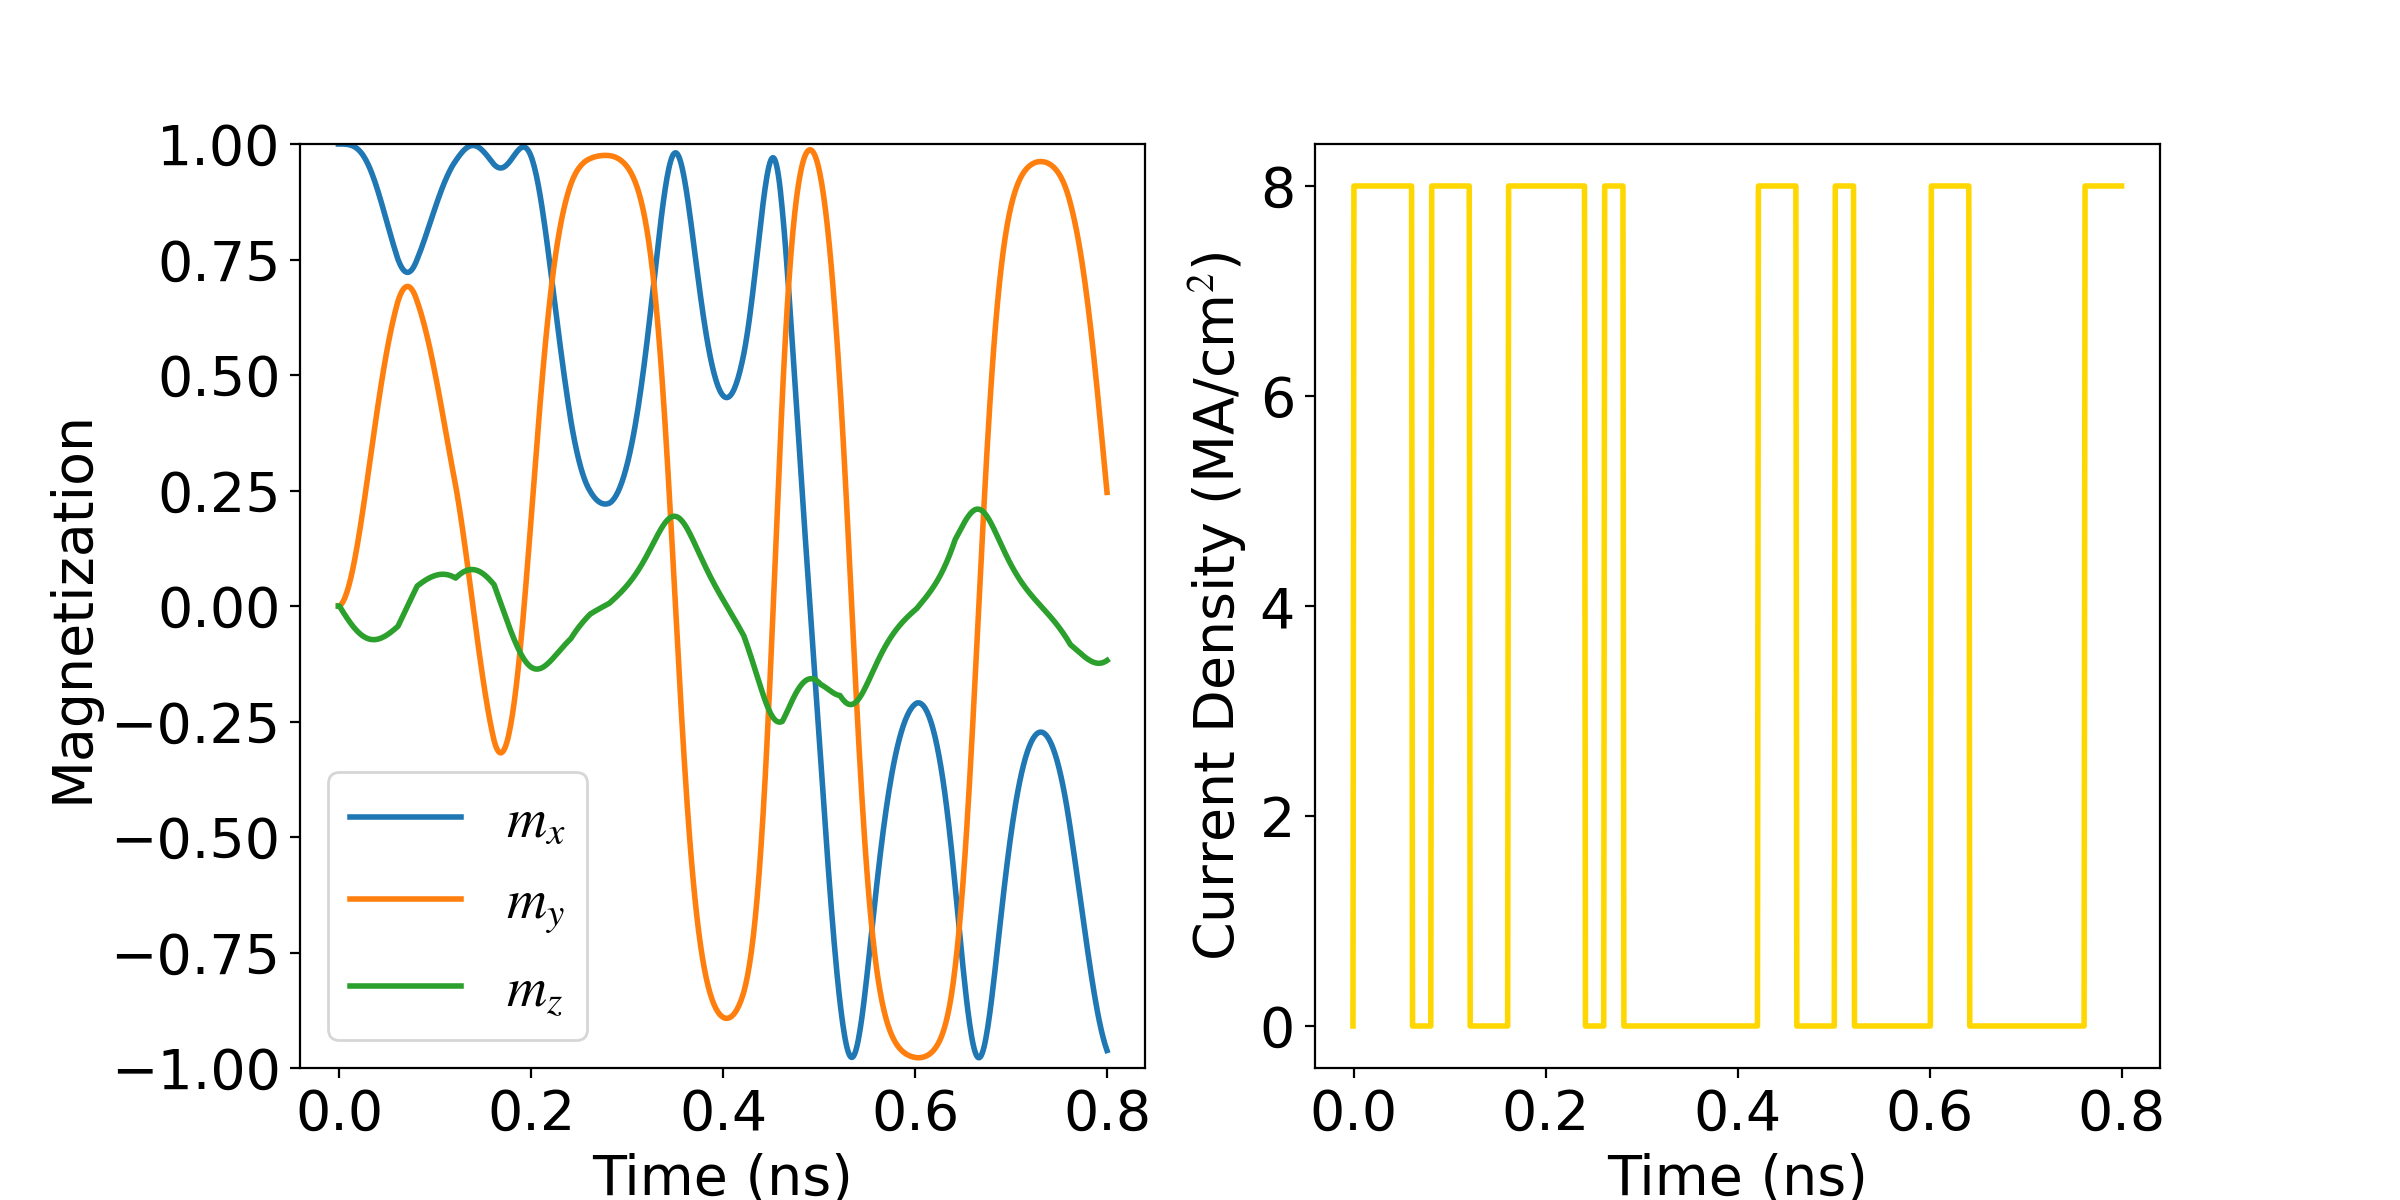 Magnetization
1.00
0.75
0.50
0.25
0.00
−0.25
−0.50
−0.75
−1.00
m_x
m_y
m_z
0.0 0.2 0.4 0.6 0.8
Time (ns)
Current Density (MA/cm²)
8
6
4
2
0
0.0 0.2 0.4 0.6 0.8
Time (ns)